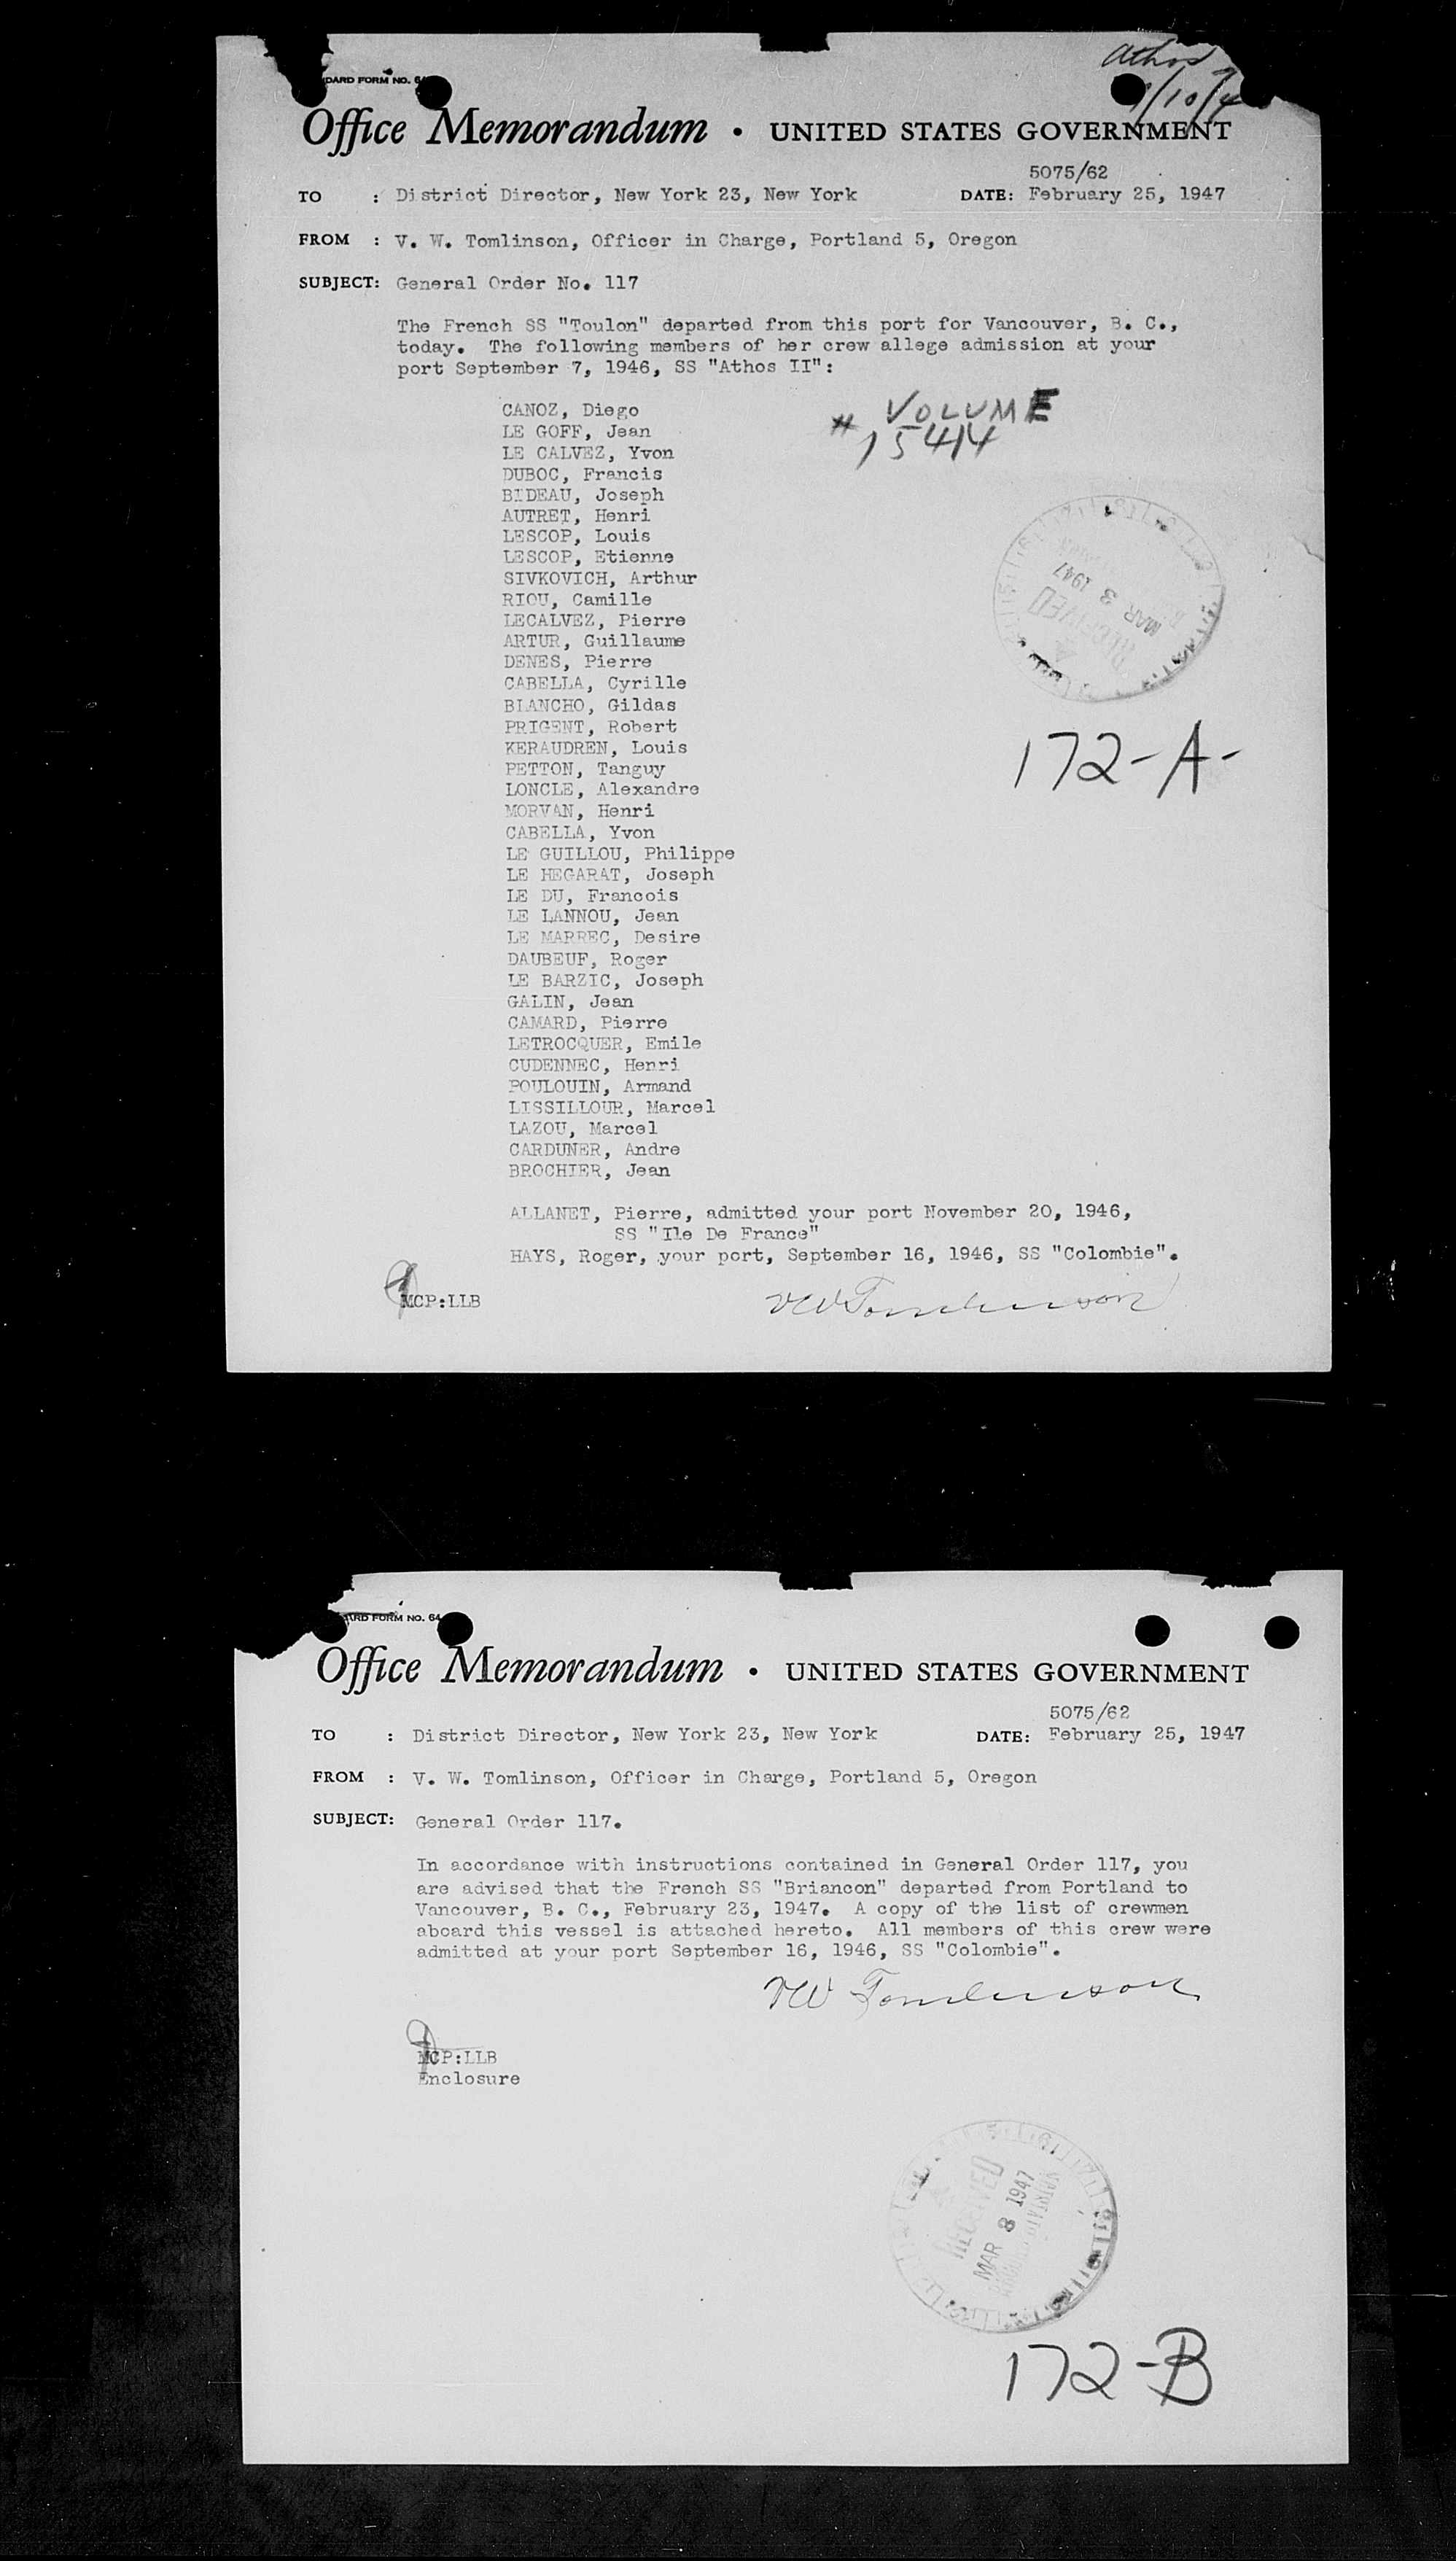 DARD FORM NO. 64
Athos
9/10/4
Office Memorandum • UNITED STATES GOVERNMENT
5075/62
TO : District Director, New York 23, New York DATE: February 25, 1947
FROM : V. W. Tomlinson, Officer in Charge, Portland 5, Oregon
SUBJECT: General Order No. 117
The French SS "Toulon" departed from this port for Vancouver, B. C.,
today. The following members of her crew allege admission at your
port September 7, 1946, SS "Athos II":
CANOZ, Diego
LE GOFF, Jean
LE CALVEZ, Yvon
DUBOC, Francis
BIDEAU, Joseph
AUTRET, Henri
LESCOP, Louis
LESCOP, Etienne
SIVKOVICH, Arthur
RIOU, Camille
LECALVEZ, Pierre
ARTUR, Guillaume
DENES, Pierre
CABELLA, Cyrille
BLANCHO, Gildas
PRIGENT, Robert
KERAUDREN, Louis
PETTON, Tanguy
LONCLE, Alexandre
MORVAN, Henri
CABELLA, Yvon
LE GUILLOU, Philippe
LE HEGARAT, Joseph
LE DU, Francois
LE LANNOU, Jean
LE MARREC, Desire
DAUBEUF, Roger
LE BARZIC, Joseph
GALIN, Jean
CAMARD, Pierre
LETROCQUER, Emile
CUDENNEC, Henri
POULOUIN, Armand
LISSILLOUR, Marcel
LAZOU, Marcel
CARDUNER, Andre
BROCHIER, Jean
# VOLUME
15414
RECEIVED
MAR 3 1947
172-A-
ALLANET, Pierre, admitted your port November 20, 1946,
SS "Ile De France"
HAYS, Roger, your port, September 16, 1946, SS "Colombie".
MCP:LLB
VW Tomlinson
ARD FORM NO. 64
Office Memorandum • UNITED STATES GOVERNMENT
5075/62
TO : District Director, New York 23, New York DATE: February 25, 1947
FROM : V. W. Tomlinson, Officer in Charge, Portland 5, Oregon
SUBJECT: General Order 117.
In accordance with instructions contained in General Order 117, you
are advised that the French SS "Briancon" departed from Portland to
Vancouver, B. C., February 23, 1947. A copy of the list of crewmen
aboard this vessel is attached hereto. All members of this crew were
admitted at your port September 16, 1946, SS "Colombie".
VW Tomlinson
MCP:LLB
Enclosure
RECEIVED
MAR 8 1947
172-B